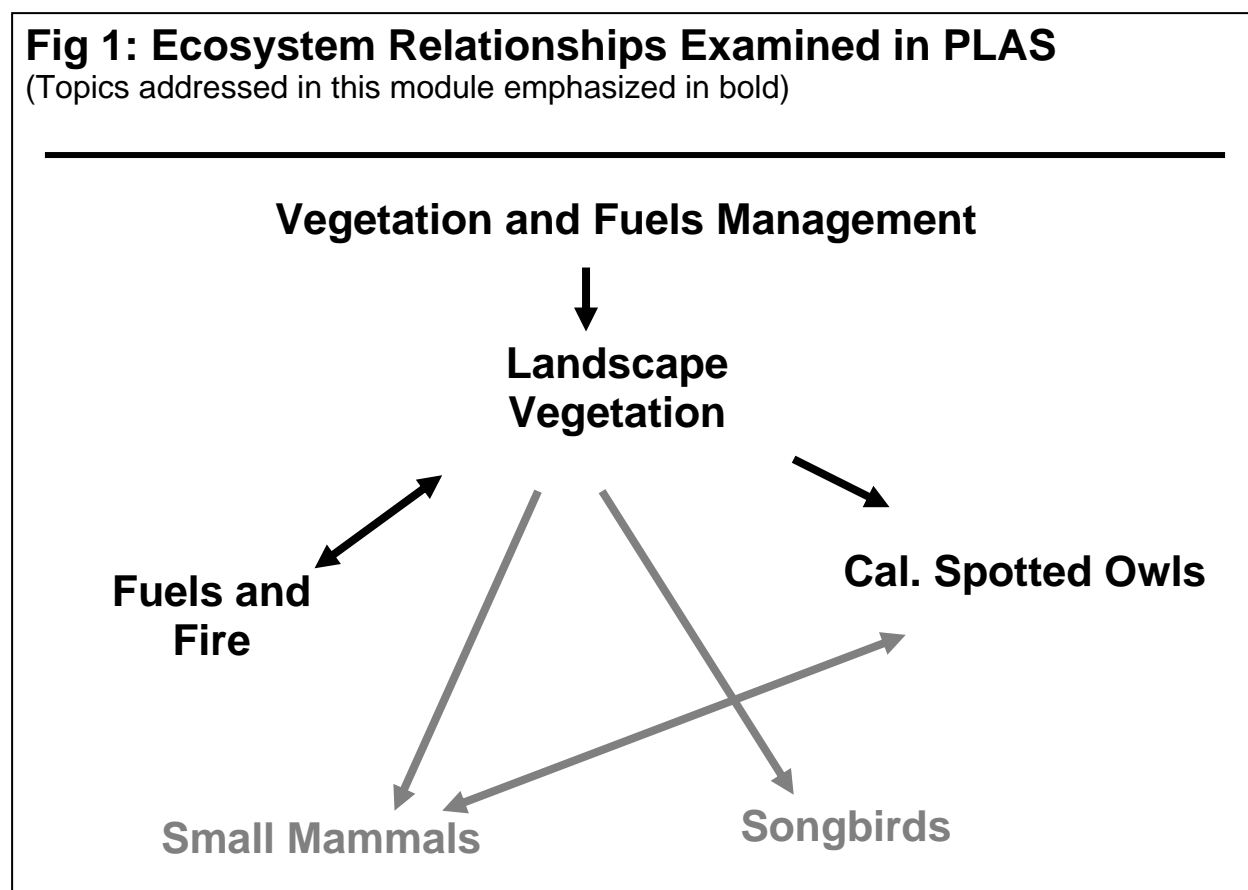 Fig 1: Ecosystem Relationships Examined in PLAS
(Topics addressed in this module emphasized in bold)
Vegetation and Fuels Management
Landscape
Vegetation
Fuels and
Fire
Cal. Spotted Owls
Small Mammals
Songbirds